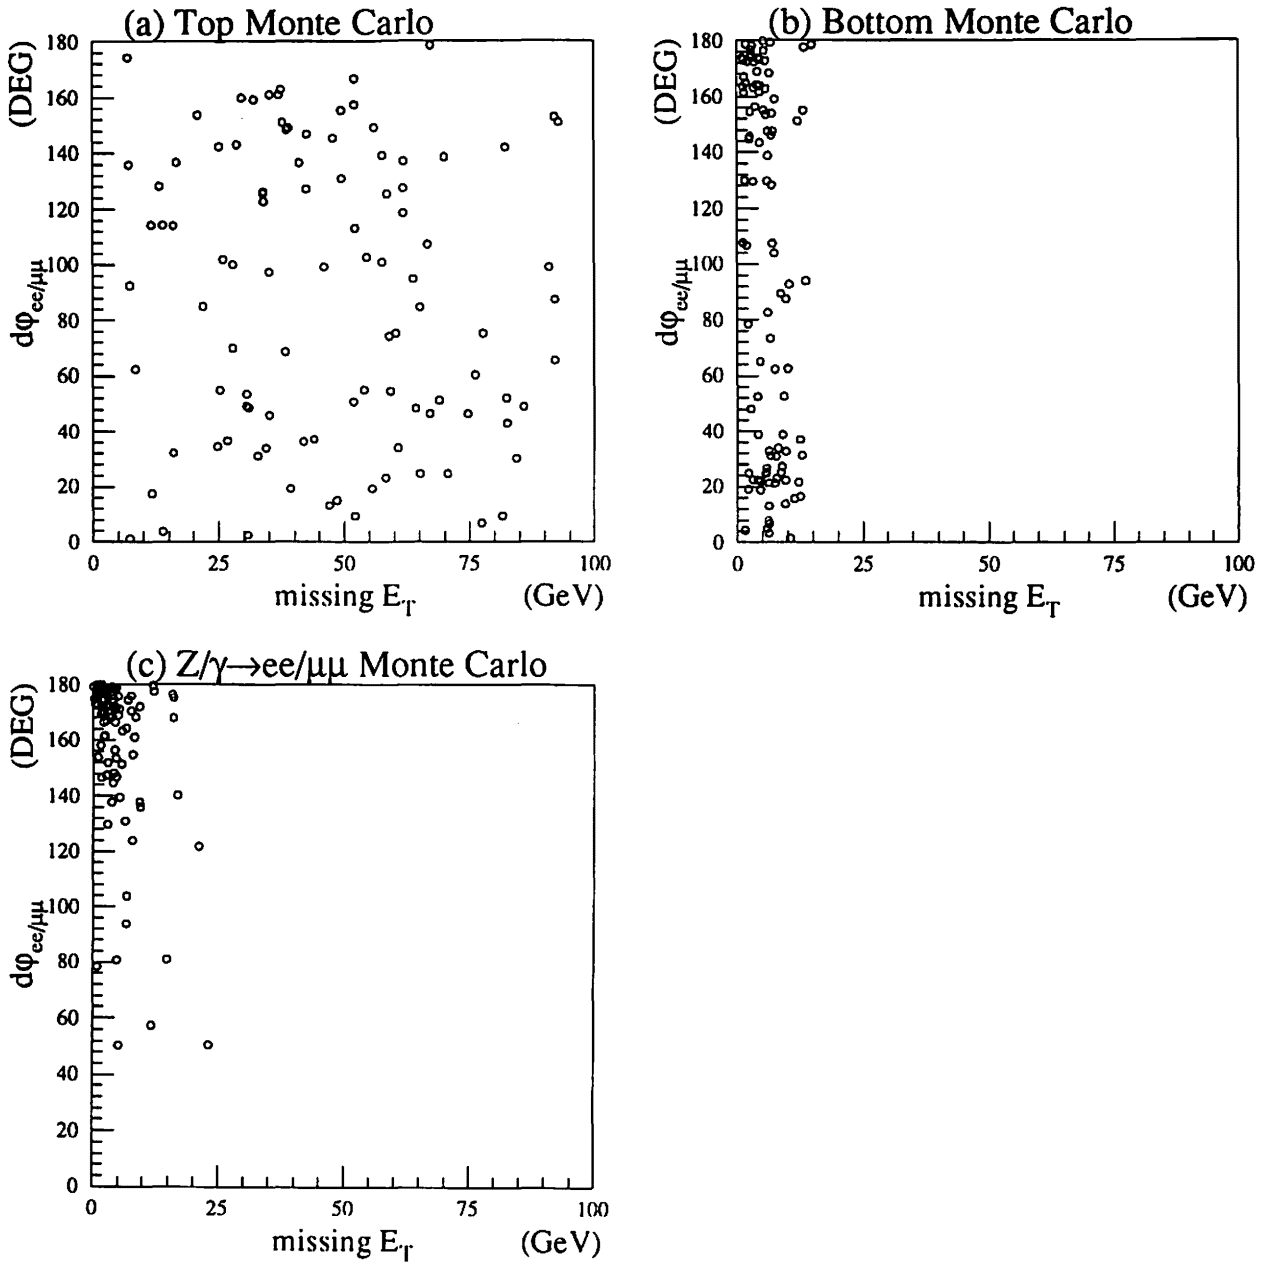 (a) Top Monte Carlo
dφee/μμ (DEG)
180
160
140
120
100
80
60
40
20
0
0 25 50 75 100
missing ET (GeV)
(b) Bottom Monte Carlo
dφee/μμ (DEG)
180
160
140
120
100
80
60
40
20
0
0 25 50 75 100
missing ET (GeV)
(c) Z/γ→ee/μμ Monte Carlo
dφee/μμ (DEG)
180
160
140
120
100
80
60
40
20
0
0 25 50 75 100
missing ET (GeV)